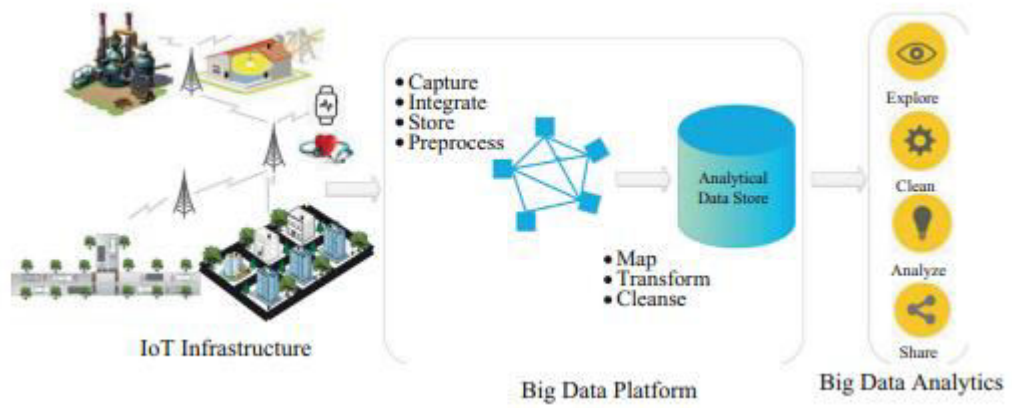 • Capture
• Integrate
• Store
• Preprocess
Analytical
Data Store
• Map
• Transform
• Cleanse
Explore
Clean
Analyze
Share
IoT Infrastructure
Big Data Platform
Big Data Analytics